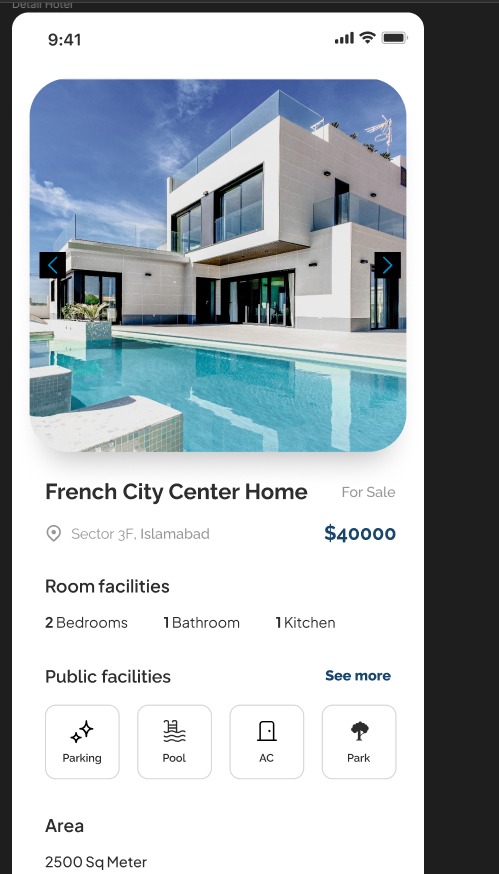 Detail Hotel
9:41
French City Center Home
For Sale
Sector 3F, Islamabad
$40000
Room facilities
2 Bedrooms 1 Bathroom 1 Kitchen
Public facilities
See more
Parking Pool AC Park
Area
2500 Sq Meter